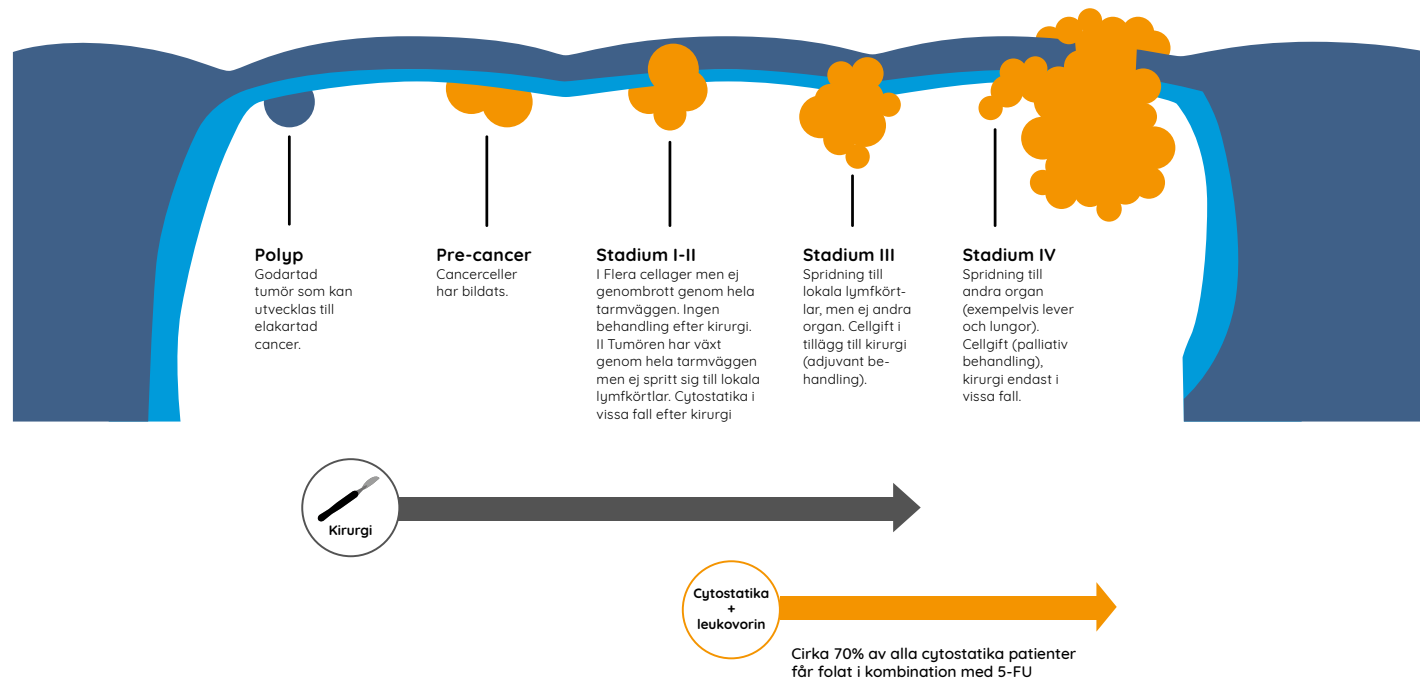 Polyp
Godartad
tumör som kan
utvecklas till
elakartad
cancer.
Pre-cancer
Cancerceller
har bildats.
Stadium I-II
I Flera cellager men ej
genombrott genom hela
tarmväggen. Ingen
behandling efter kirurgi.
II Tumören har växt
genom hela tarmväggen
men ej spritt sig till lokala
lymfkörtlar. Cytostatika i
vissa fall efter kirurgi
Stadium III
Spridning till
lokala lymfkört-
lar, men ej andra
organ. Cellgift i
tillägg till kirurgi
(adjuvant be-
handling).
Stadium IV
Spridning till
andra organ
(exempelvis lever
och lungor).
Cellgift (palliativ
behandling),
kirurgi endast i
vissa fall.
Kirurgi
Cytostatika
+
leukovorin
Cirka 70% av alla cytostatika patienter
får folat i kombination med 5-FU